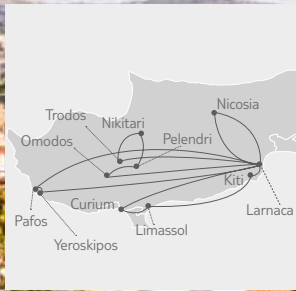 Nicosia
Trodos
Nikitari
Omodos
Pelendri
Kiti
Larnaca
Curium
Pafos
Limassol
Yeroskipos